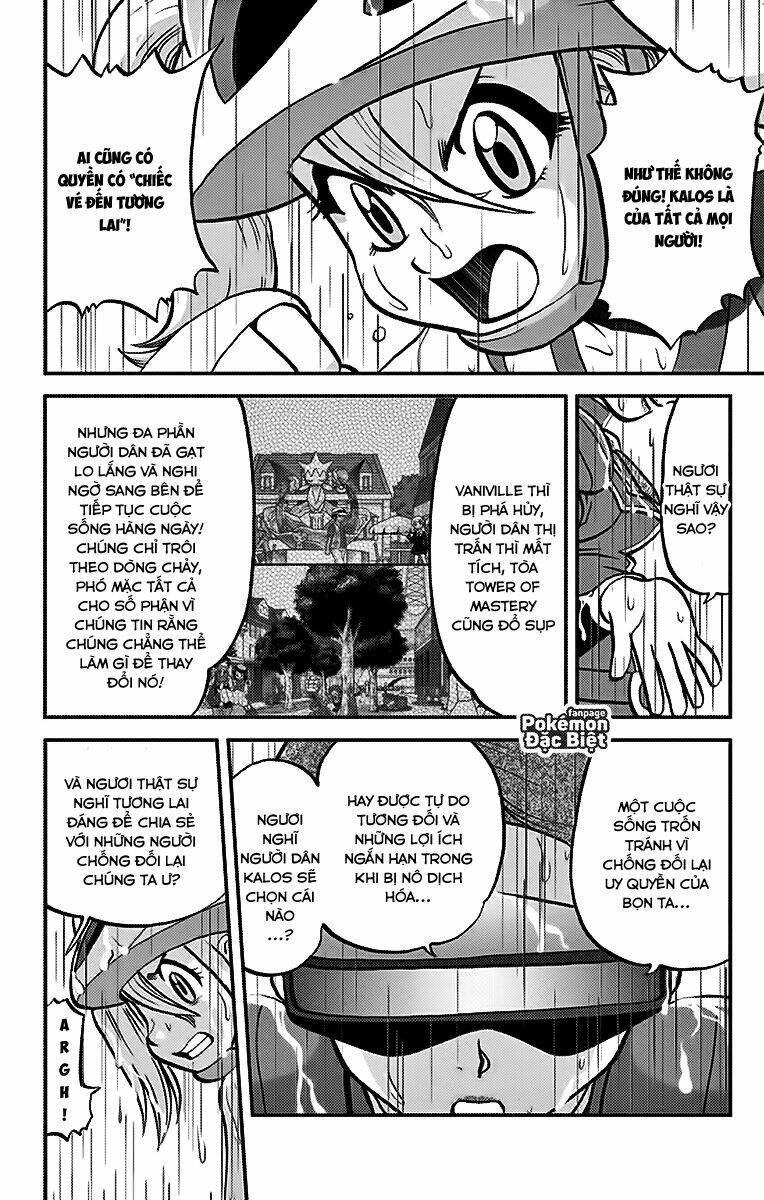 NHƯ THẾ KHÔNG
ĐÚNG! KALOS LÀ
CỦA TẤT CẢ MỌI
NGƯỜI!
AI CŨNG CÓ
QUYỀN CÓ "CHIẾC
VÉ ĐẾN TƯƠNG
LAI"!
NGƯƠI
THẬT SỰ
NGHĨ VẬY
SAO?
VANIVILLE THÌ
BỊ PHÁ HỦY,
NGƯỜI DÂN THỊ
TRẤN THÌ MẤT
TÍCH, TÒA
TOWER OF
MASTERY
CŨNG ĐỔ SỤP
NHƯNG ĐA PHẦN
NGƯỜI DÂN ĐÃ GẠT
LO LẮNG VÀ NGHI
NGỜ SANG BÊN ĐỂ
TIẾP TỤC CUỘC
SỐNG HÀNG NGÀY!
CHÚNG CHỈ TRÔI
THEO DÒNG CHẢY,
PHÓ MẶC TẤT CẢ
CHO SỐ PHẬN VÌ
CHÚNG TIN RẰNG
CHÚNG CHẲNG THỂ
LÀM GÌ ĐỂ THAY
ĐỔI NÓ!
fanpage
Pokémon
Đặc Biệt
MỘT CUỘC
SỐNG TRỐN
TRÁNH VÌ
CHỐNG ĐỐI LẠI
UY QUYỀN CỦA
BỌN TA...
HAY ĐƯỢC TỰ DO
TƯƠNG ĐỐI VÀ
NHỮNG LỢI ÍCH
NGẮN HẠN TRONG
KHI BỊ NÔ DỊCH
HÓA...
NGƯƠI
NGHĨ
NGƯỜI DÂN
KALOS SẼ
CHỌN CÁI
NÀO
...?
VÀ NGƯƠI THẬT SỰ
NGHĨ TƯƠNG LAI
ĐÁNG ĐỂ CHIA SẺ
VỚI NHỮNG NGƯỜI
CHỐNG ĐỐI LẠI
CHÚNG TA Ư?
ARGH!